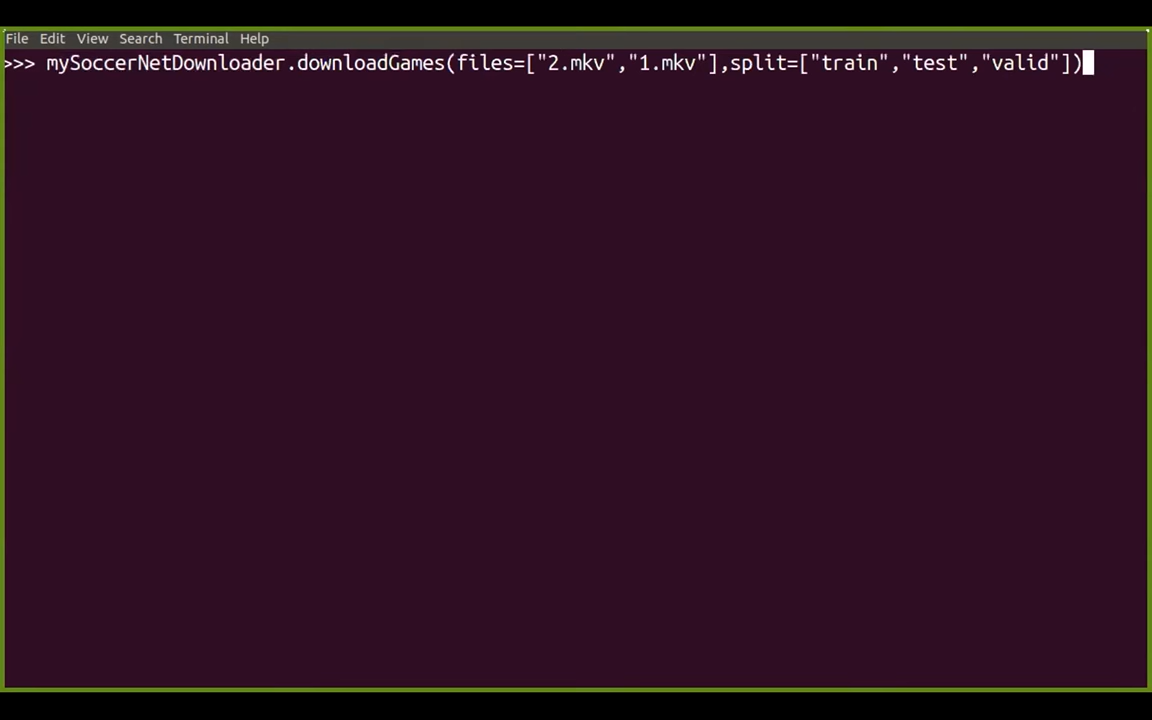 File Edit View Search Terminal Help
>>> mySoccerNetDownloader.downloadGames(files=["2.mkv","1.mkv"],split=["train","test","valid"])